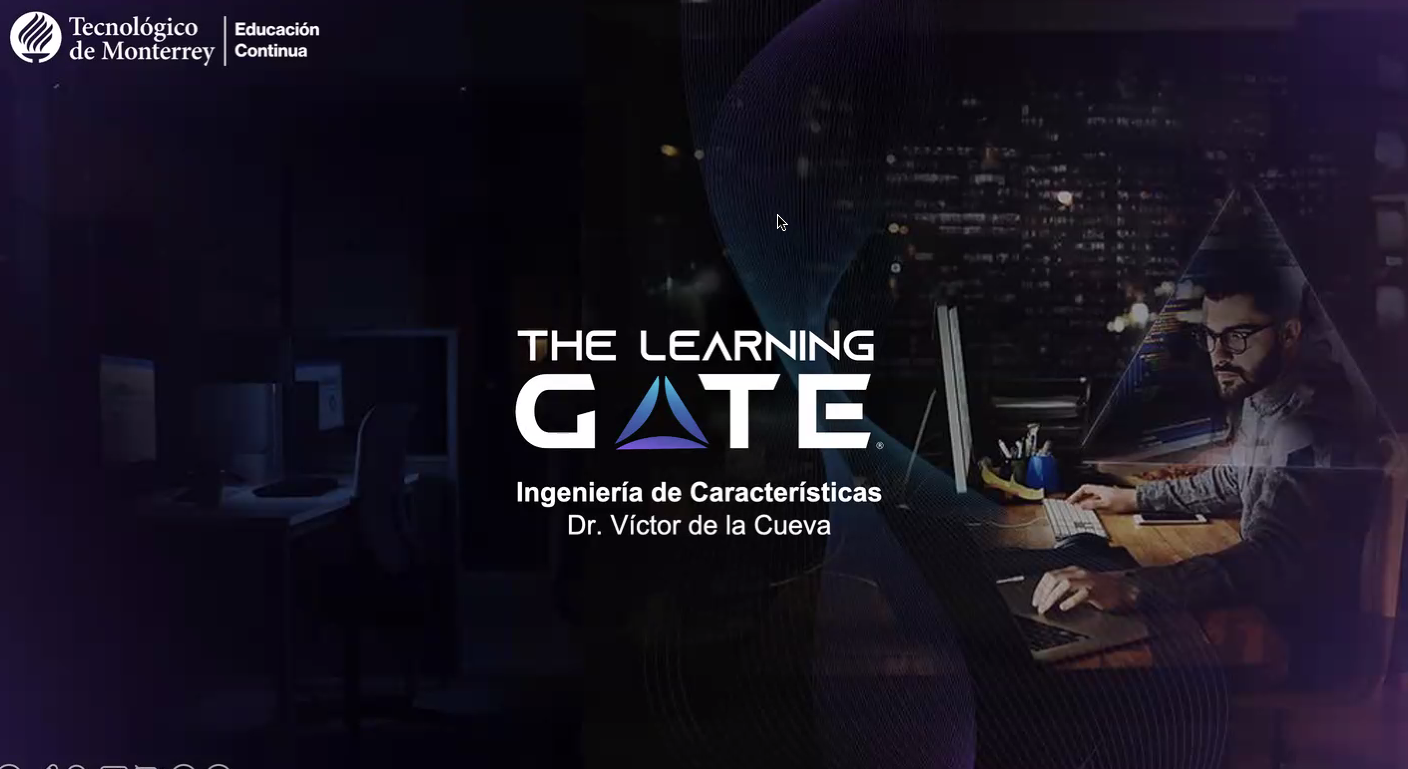 Tecnológico
de Monterrey
Educación
Continua
THE LEARNING
GATE®
Ingeniería de Características
Dr. Víctor de la Cueva